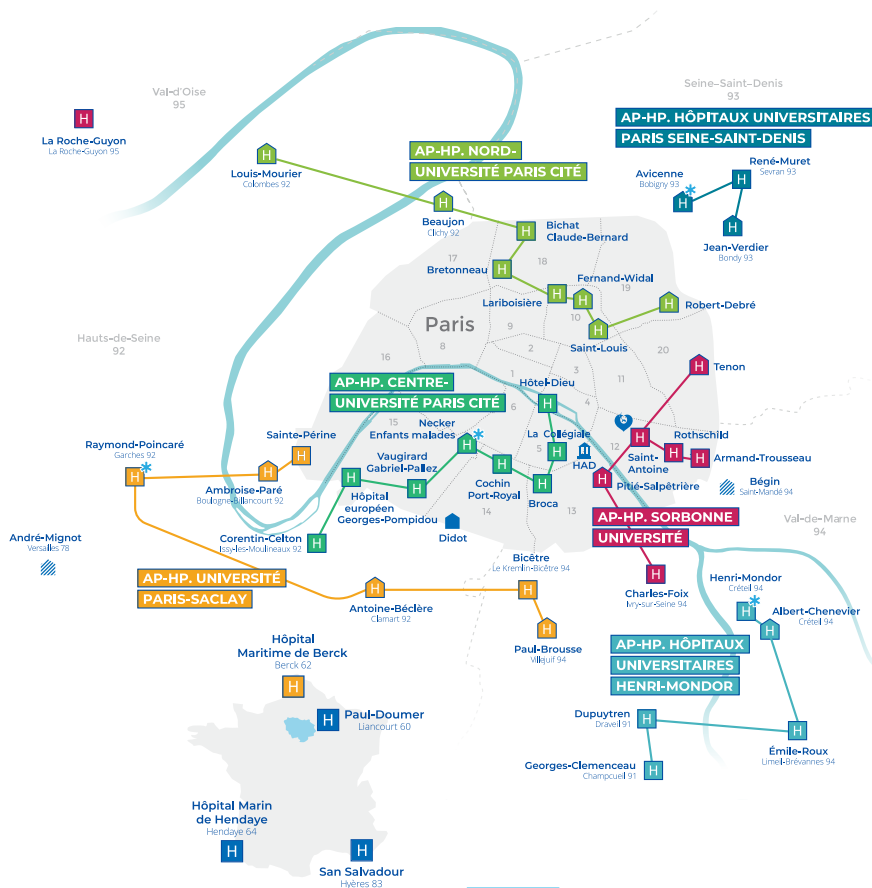 Val-d'Oise
95
Seine-Saint-Denis
93
H
La Roche-Guyon
La Roche-Guyon 95
AP-HP. HÔPITAUX UNIVERSITAIRES
PARIS SEINE-SAINT-DENIS
AP-HP. NORD-
UNIVERSITÉ PARIS CITÉ
H
Louis-Mourier
Colombes 92
René-Muret
Sevran 93
H
Avicenne
Bobigny 93
H
H
Jean-Verdier
Bondy 93
H
Beaujon
Clichy 92
H
Bichat
Claude-Bernard
17
18
19
Bretonneau
H
Fernand-Widal
H
H
Lariboisière
10
H
Robert-Debré
H
Saint-Louis
Paris
9
8
2
20
16
1
3
4
11
Hauts-de-Seine
92
H
Tenon
AP-HP. CENTRE-
UNIVERSITÉ PARIS CITÉ
Hôtel-Dieu
H
15
6
Necker
Enfants malades
H
La Collégiale
5
H
HAD
12
H
Saint-
Antoine
Rothschild
H
H
Armand-Trousseau
Raymond-Poincaré
Garches 92
H
Sainte-Périne
H
H
Ambroise-Paré
Boulogne-Billancourt 92
Vaugirard
Gabriel-Pallez
H
H
Hôpital
européen
Georges-Pompidou
H
Cochin
Port-Royal
H
Broca
H
Pitié-Salpêtrière
Bégin
Saint-Mandé 94
14
13
Didot
AP-HP. SORBONNE
UNIVERSITÉ
Val-de-Marne
94
André-Mignot
Versailles 78
Corentin-Celton
Issy-les-Moulineaux 92
H
AP-HP. UNIVERSITÉ
PARIS-SACLAY
H
Antoine-Béclère
Clamart 92
Bicêtre
Le Kremlin-Bicêtre 94
H
H
Paul-Brousse
Villejuif 94
H
Charles-Foix
Ivry-sur-Seine 94
Henri-Mondor
Créteil 94
H
Albert-Chenevier
Créteil 94
H
AP-HP. HÔPITAUX
UNIVERSITAIRES
HENRI-MONDOR
Hôpital
Maritime de Berck
Berck 62
H
H
Paul-Doumer
Liancourt 60
Dupuytren
Draveil 91
H
H
Émile-Roux
Limeil-Brévannes 94
Georges-Clemenceau
Champcueil 91
H
Hôpital Marin
de Hendaye
Hendaye 64
H
H
San Salvadour
Hyères 83